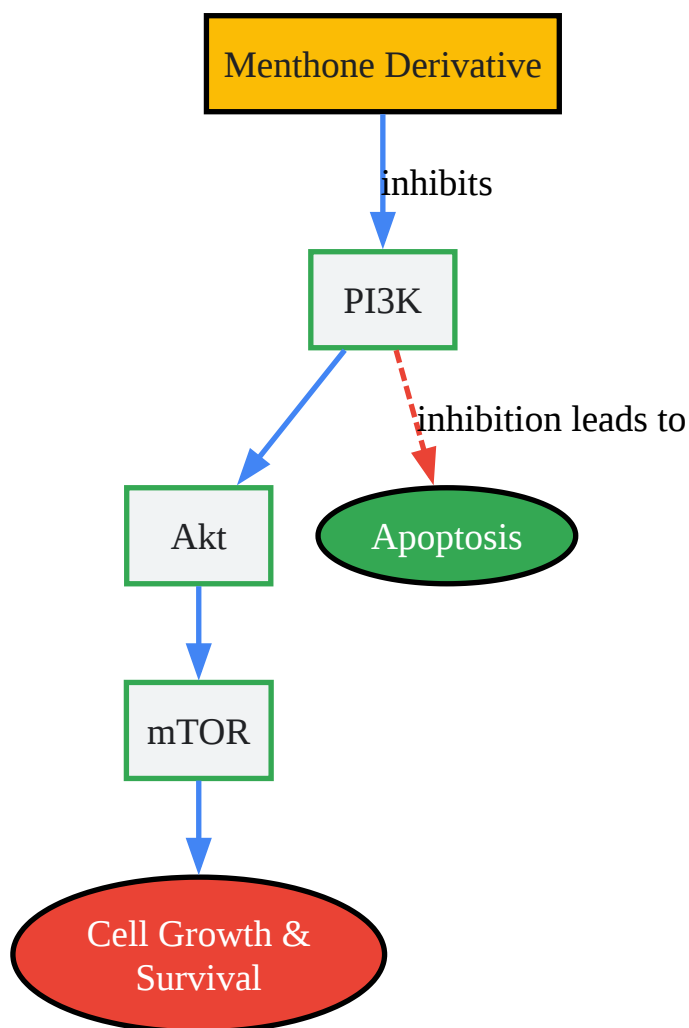 Menthone Derivative
inhibits
PI3K
inhibition leads to
Akt
Apoptosis
mTOR
Cell Growth &
Survival